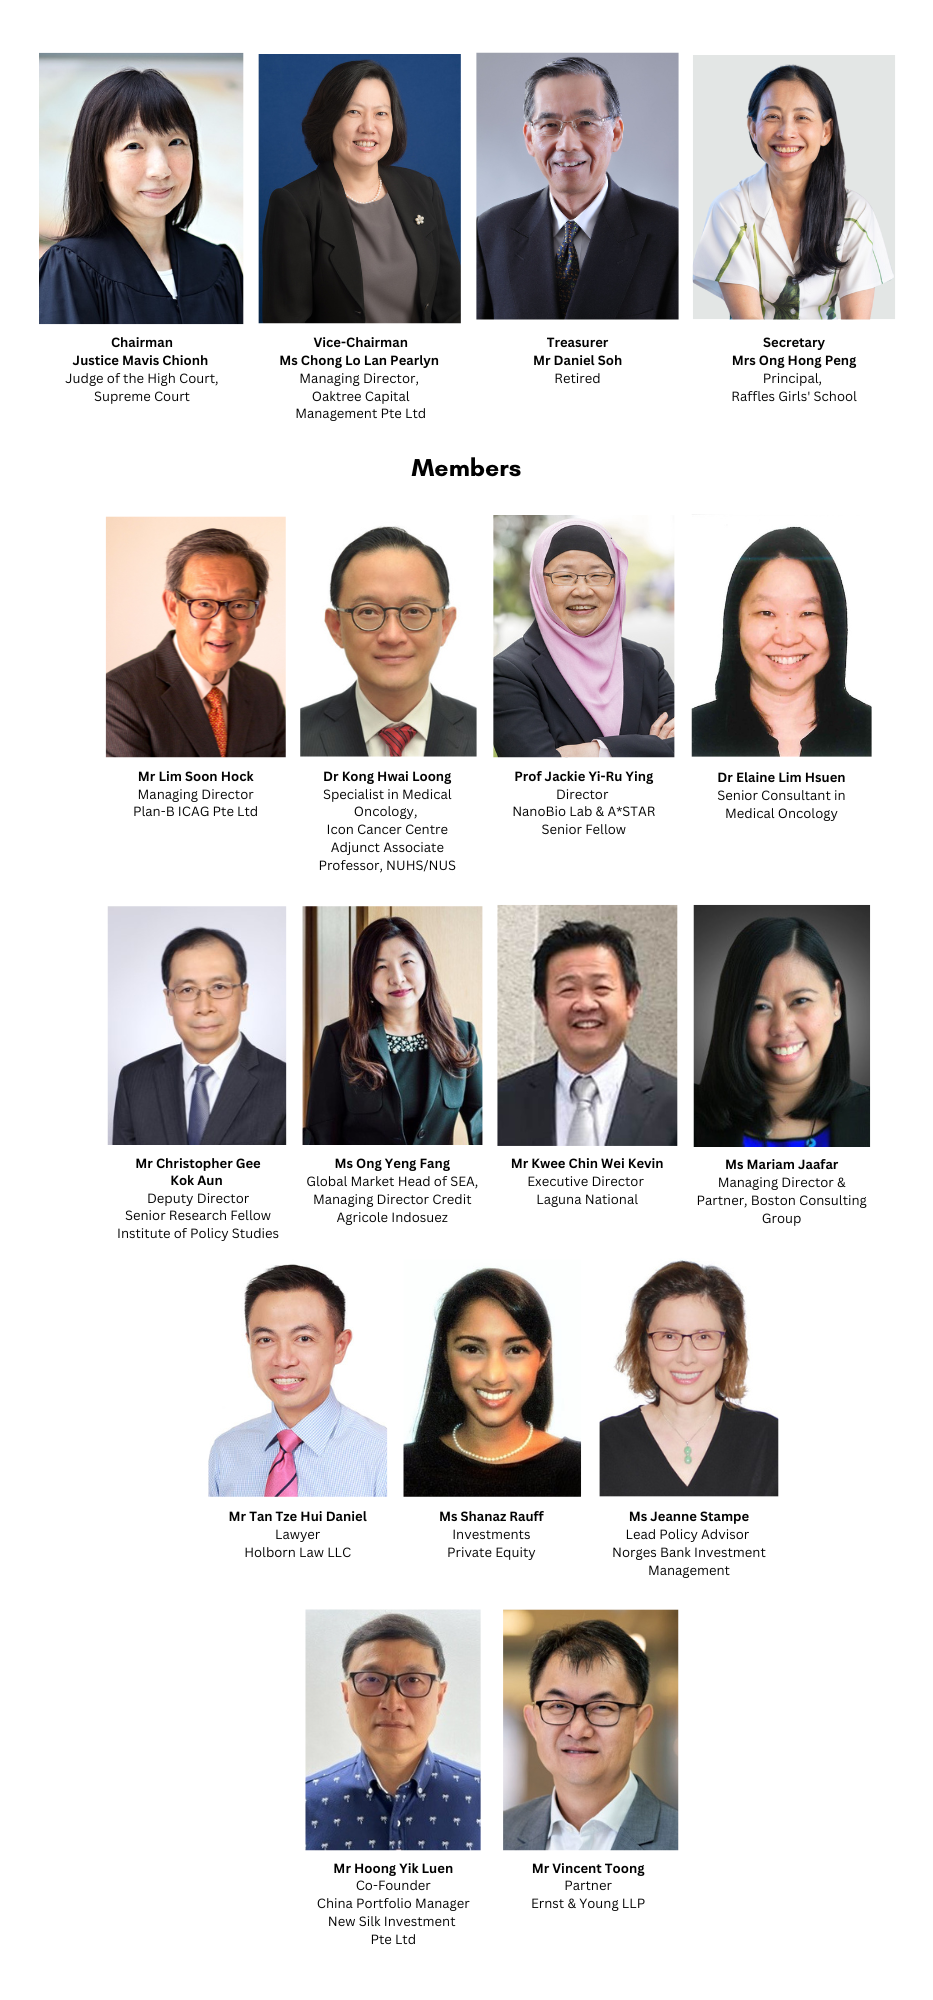 Chairman
Justice Mavis Chionh
Judge of the High Court,
Supreme Court
Vice-Chairman
Ms Chong Lo Lan Pearlyn
Managing Director,
Oaktree Capital
Management Pte Ltd
Treasurer
Mr Daniel Soh
Retired
Secretary
Mrs Ong Hong Peng
Principal,
Raffles Girls' School
Members
Mr Lim Soon Hock
Managing Director
Plan-B ICAG Pte Ltd
Dr Kong Hwai Loong
Specialist in Medical
Oncology,
Icon Cancer Centre
Adjunct Associate
Professor, NUHS/NUS
Prof Jackie Yi-Ru Ying
Director
NanoBio Lab & A*STAR
Senior Fellow
Dr Elaine Lim Hsuen
Senior Consultant in
Medical Oncology
Mr Christopher Gee
Kok Aun
Deputy Director
Senior Research Fellow
Institute of Policy Studies
Ms Ong Yeng Fang
Global Market Head of SEA,
Managing Director Credit
Agricole Indosuez
Mr Kwee Chin Wei Kevin
Executive Director
Laguna National
Ms Mariam Jaafar
Managing Director &
Partner, Boston Consulting
Group
Mr Tan Tze Hui Daniel
Lawyer
Holborn Law LLC
Ms Shanaz Rauff
Investments
Private Equity
Ms Jeanne Stampe
Lead Policy Advisor
Norges Bank Investment
Management
Mr Hoong Yik Luen
Co-Founder
China Portfolio Manager
New Silk Investment
Pte Ltd
Mr Vincent Toong
Partner
Ernst & Young LLP